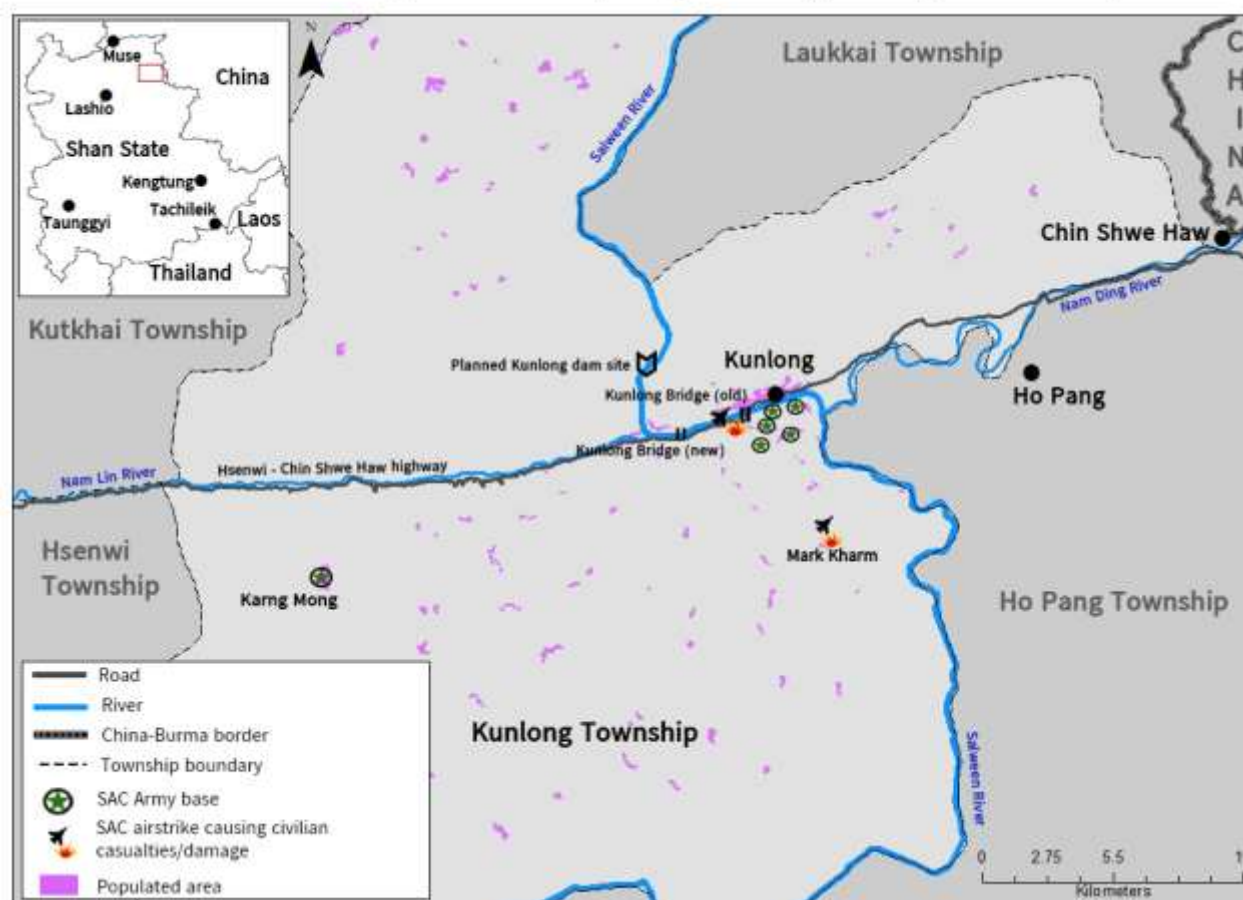 N
Muse
China
Lashio
Shan State
Kengtung
Taunggyi
Tachileik
Laos
Thailand
Laukkai Township
C
H
I
N
A
Salween River
Chin Shwe Haw
Nam Ding River
Kutkhai Township
Planned Kunlong dam site
Kunlong
Kunlong Bridge (old)
Ho Pang
Kunlong Bridge (new)
Hsenwi - Chin Shwe Haw highway
Nam Lin River
Hsenwi
Township
Mark Kharm
Karng Mong
Ho Pang Township
Kunlong Township
Salween River
Road
River
China-Burma border
Township boundary
SAC Army base
SAC airstrike causing civilian
casualties/damage
Populated area
0 2.75 5.5 1
Kilometers